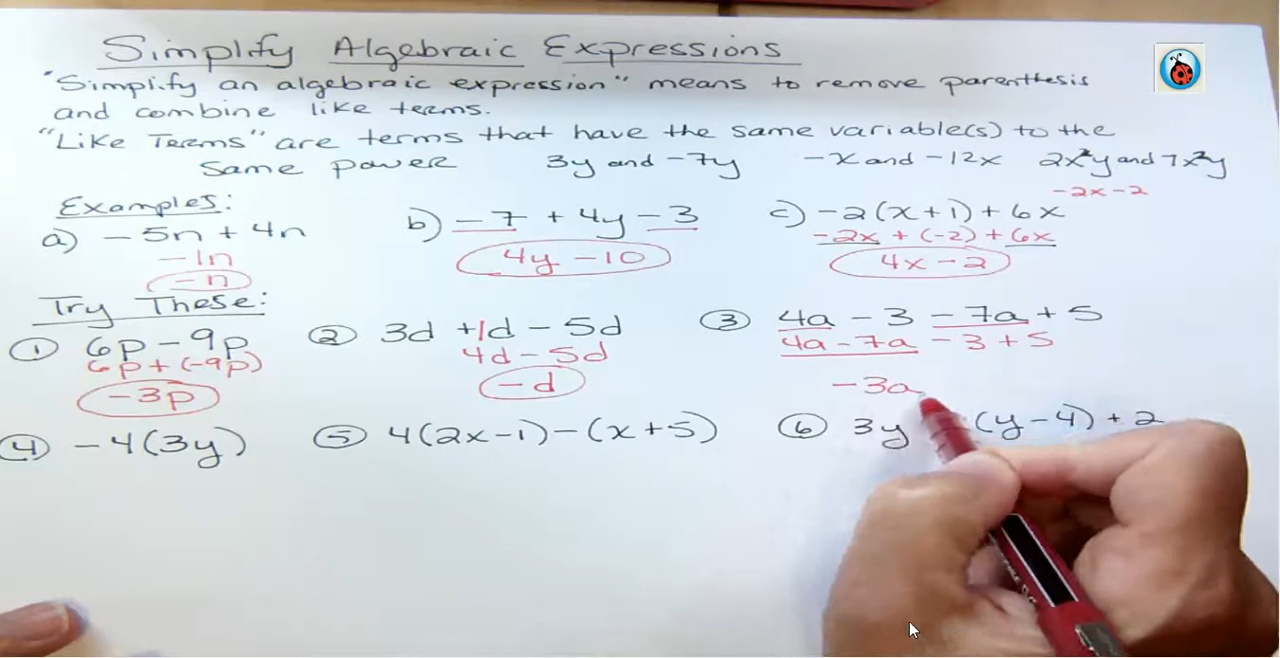 Simplify Algebraic Expressions
"Simplify an algebraic expression" means to remove parenthesis
and combine like terms.
"Like Terms" are terms that have the same variable(s) to the
same power 3y and -7y -x and -12x 2x²y and 7x²y
Examples:
-2x-2
a) -5n + 4n
-1n
-n
b) -7 + 4y - 3
4y - 10
c) -2(x+1) + 6x
-2x + (-2) + 6x
4x - 2
Try These:
① 6p - 9p
6p + (-9p)
-3p
② 3d +1d - 5d
4d - 5d
-d
③ 4a - 3 - 7a + 5
4a - 7a - 3 + 5
-3a
④ -4(3y)
⑤ 4(2x-1) - (x+5)
⑥ 3y (y-4) + 2